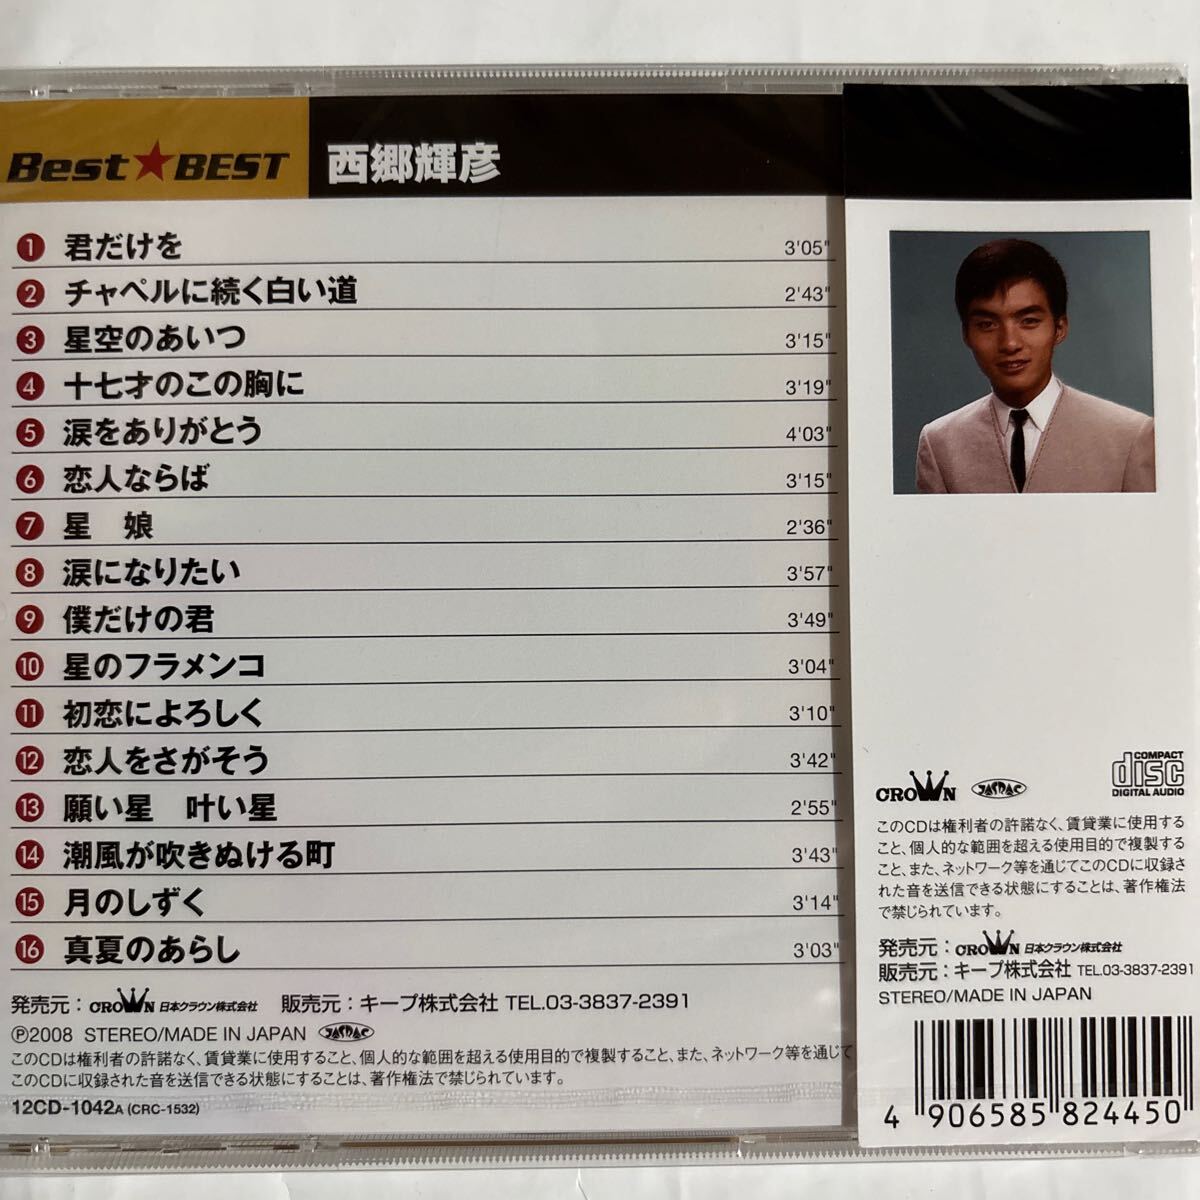 Best★BEST 西郷輝彦
1 君だけを 3'05"
2 チャペルに続く白い道 2'43"
3 星空のあいつ 3'15"
4 十七才のこの胸に 3'19"
5 涙をありがとう 4'03"
6 恋人ならば 3'15"
7 星　娘 2'36"
8 涙になりたい 3'57"
9 僕だけの君 3'49"
10 星のフラメンコ 3'04"
11 初恋によろしく 3'10"
12 恋人をさがそう 3'42"
13 願い星　叶い星 2'55"
14 潮風が吹きぬける町 3'43"
15 月のしずく 3'14"
16 真夏のあらし 3'03"
発売元：CROWN 日本クラウン株式会社　販売元：キープ株式会社 TEL.03-3837-2391
Ⓟ2008 STEREO/MADE IN JAPAN JASRAC
このCDは権利者の許諾なく、賃貸業に使用すること、個人的な範囲を超える使用目的で複製すること、また、ネットワーク等を通じて
このCDに収録された音を送信できる状態にすることは、著作権法で禁じられています。
12CD-1042A (CRC-1532)
CROWN JASRAC COMPACT disc DIGITAL AUDIO
このCDは権利者の許諾なく、賃貸業に使用する
こと、個人的な範囲を超える使用目的で複製する
こと、また、ネットワーク等を通じてこのCDに収録さ
れた音を送信できる状態にすることは、著作権法
で禁じられています。
発売元：CROWN 日本クラウン株式会社
販売元：キープ株式会社 TEL.03-3837-2391
STEREO/MADE IN JAPAN
4 906585 824450